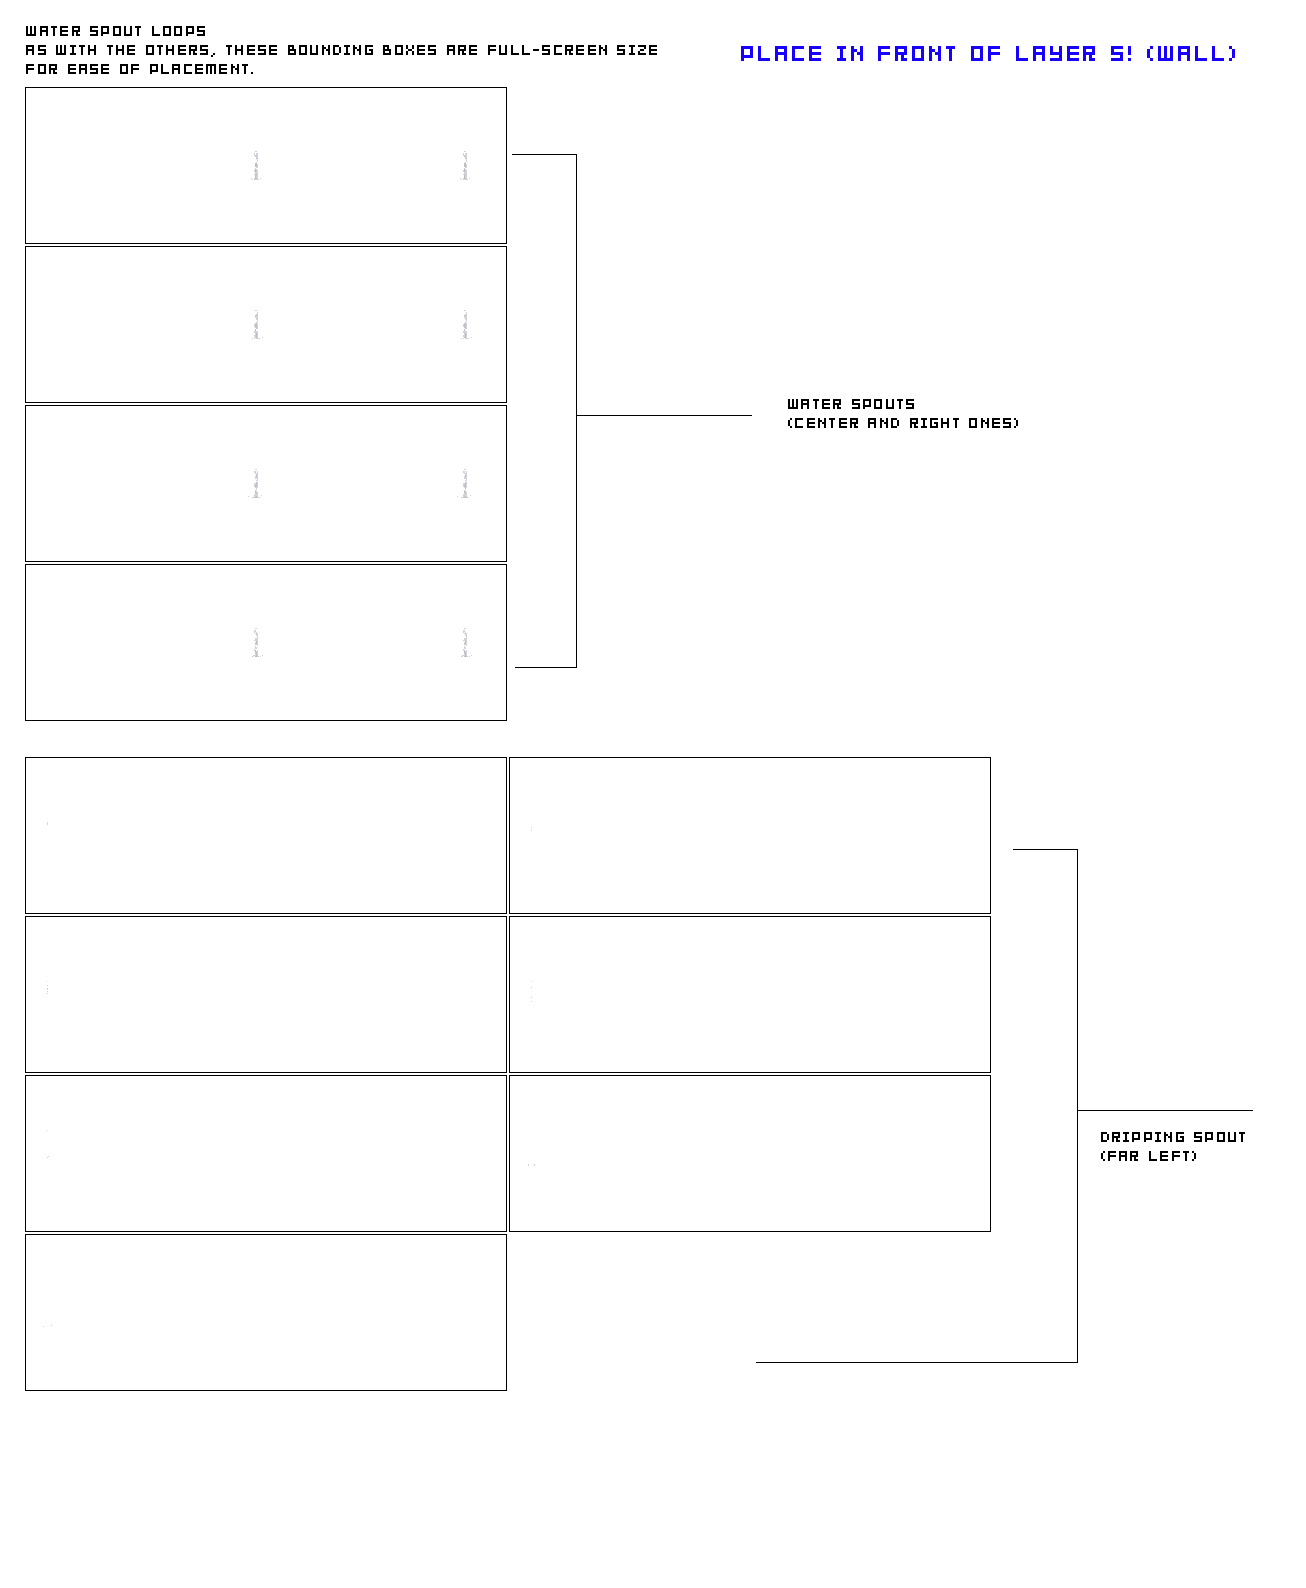 WATER SPOUT LOOPS
AS WITH THE OTHERS, THESE BOUNDING BOXES ARE FULL-SCREEN SIZE
FOR EASE OF PLACEMENT.
PLACE IN FRONT OF LAYER 5! (WALL)
WATER SPOUTS
(CENTER AND RIGHT ONES)
DRIPPING SPOUT
(FAR LEFT)